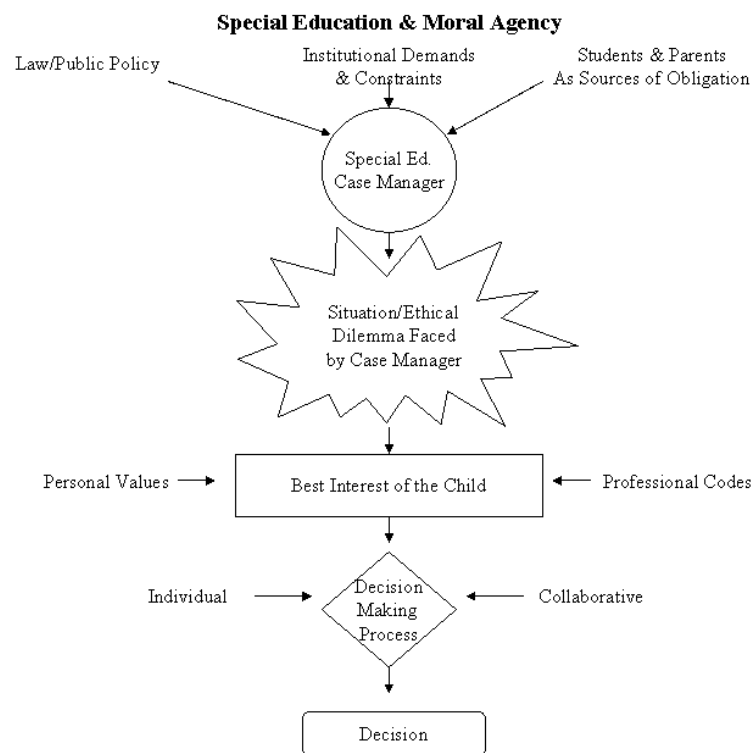 Special Education & Moral Agency
Law/Public Policy
Institutional Demands
& Constraints
Students & Parents
As Sources of Obligation
Special Ed.
Case Manager
Situation/Ethical
Dilemma Faced
by Case Manager
Personal Values
Best Interest of the Child
Professional Codes
Individual
Decision
Making
Process
Collaborative
Decision